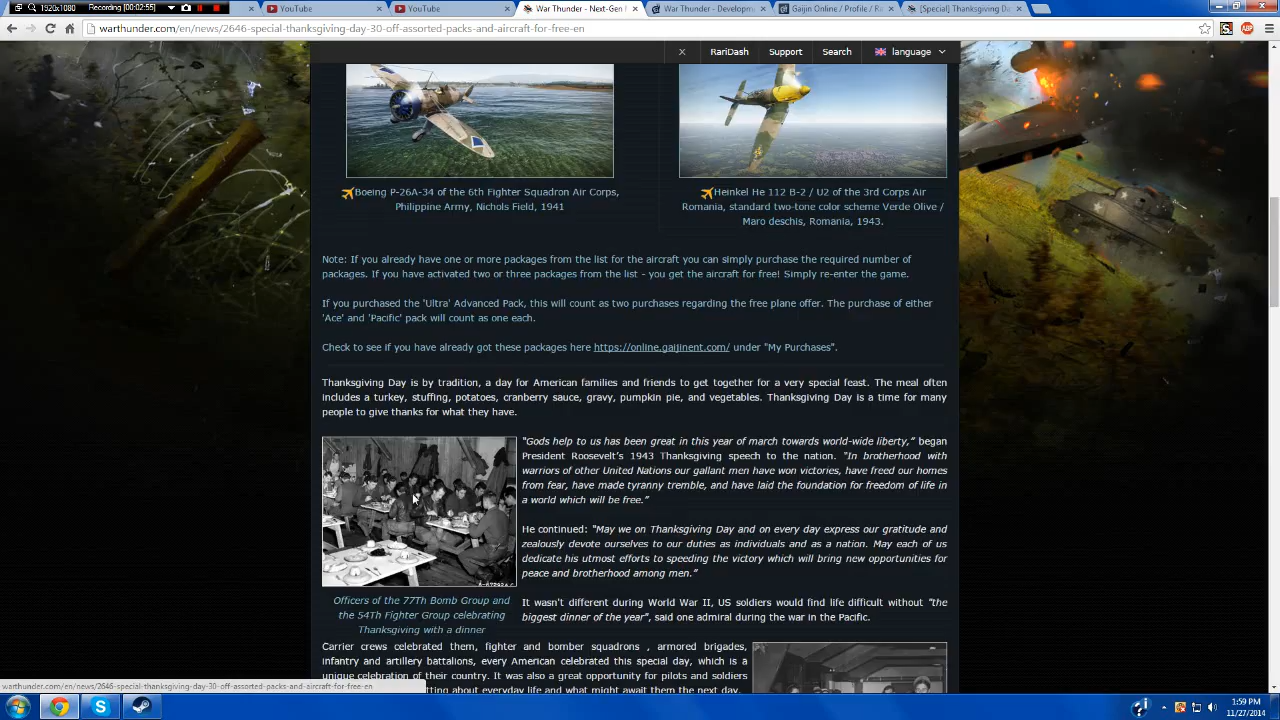 1920x1080
Recording [00:02:55]
YouTube
YouTube
War Thunder - Next-Gen
War Thunder - Developm
Gaijin Online / Profile / R
[Special] Thanksgiving Da
warthunder.com/en/news/2646-special-thanksgiving-day-30-off-assorted-packs-and-aircraft-for-free-en
ABP
RariDash Support Search language
Boeing P-26A-34 of the 6th Fighter Squadron Air Corps,
Philippine Army, Nichols Field, 1941
Heinkel He 112 B-2 / U2 of the 3rd Corps Air
Romania, standard two-tone color scheme Verde Olive /
Maro deschis, Romania, 1943.
Note: If you already have one or more packages from the list for the aircraft you can simply purchase the required number of
packages. If you have activated two or three packages from the list - you get the aircraft for free! Simply re-enter the game.
If you purchased the 'Ultra' Advanced Pack, this will count as two purchases regarding the free plane offer. The purchase of either
'Ace' and 'Pacific' pack will count as one each.
Check to see if you have already got these packages here https://online.gaijinent.com/ under "My Purchases".
Thanksgiving Day is by tradition, a day for American families and friends to get together for a very special feast. The meal often
includes a turkey, stuffing, potatoes, cranberry sauce, gravy, pumpkin pie, and vegetables. Thanksgiving Day is a time for many
people to give thanks for what they have.
"Gods help to us has been great in this year of march towards world-wide liberty," began
President Roosevelt's 1943 Thanksgiving speech to the nation. "In brotherhood with
warriors of other United Nations our gallant men have won victories, have freed our homes
from fear, have made tyranny tremble, and have laid the foundation for freedom of life in
a world which will be free."
He continued: "May we on Thanksgiving Day and on every day express our gratitude and
zealously devote ourselves to our duties as individuals and as a nation. May each of us
dedicate his utmost efforts to speeding the victory which will bring new opportunities for
peace and brotherhood among men."
Officers of the 77Th Bomb Group and
the 54Th Fighter Group celebrating
Thanksgiving with a dinner
It wasn't different during World War II, US soldiers would find life difficult without "the
biggest dinner of the year", said one admiral during the war in the Pacific.
Carrier crews celebrated them, fighter and bomber squadrons , armored brigades,
infantry and artillery battalions, every American celebrated this special day, which is a
unique celebration of their country. It was also a great opportunity for pilots and soldiers
tting about everyday life and what might await them the next day.
warthunder.com/en/news/2646-special-thanksgiving-day-30-off-assorted-packs-and-aircraft-for-free-en
1:59 PM
11/27/2014